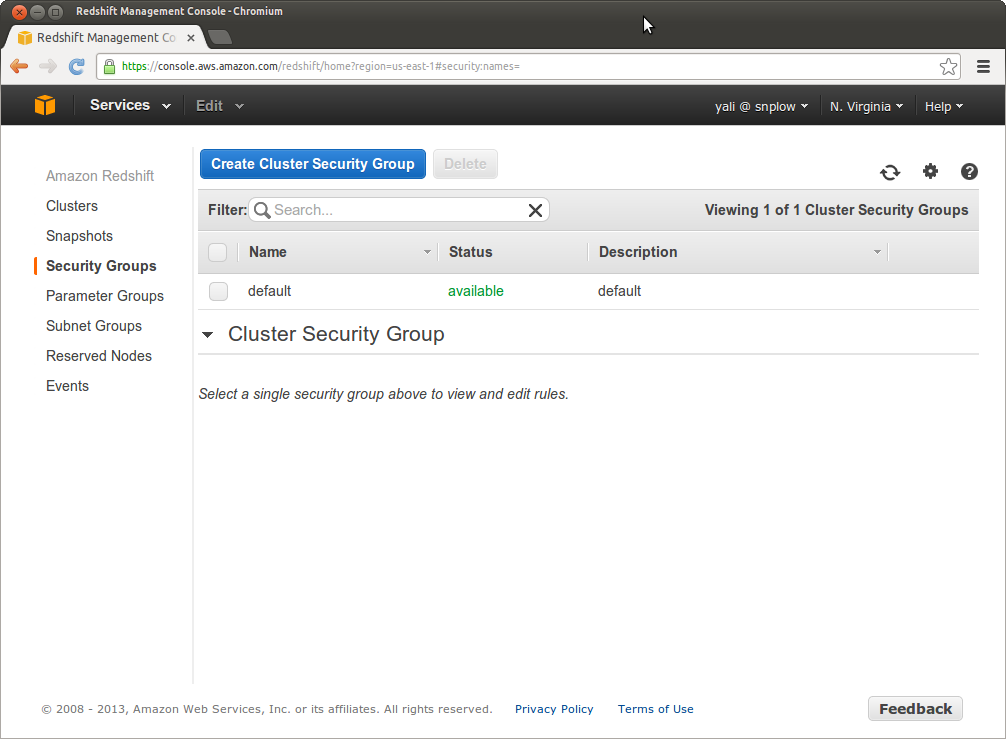 Redshift Management Console - Chromium
Redshift Management Co
https://console.aws.amazon.com/redshift/home?region=us-east-1#security:names=
Services Edit yali @ snplow N. Virginia Help
Amazon Redshift
Clusters
Snapshots
Security Groups
Parameter Groups
Subnet Groups
Reserved Nodes
Events
Create Cluster Security Group Delete
Filter: Search... Viewing 1 of 1 Cluster Security Groups
Name Status Description
default available default
Cluster Security Group
Select a single security group above to view and edit rules.
© 2008 - 2013, Amazon Web Services, Inc. or its affiliates. All rights reserved. Privacy Policy Terms of Use Feedback